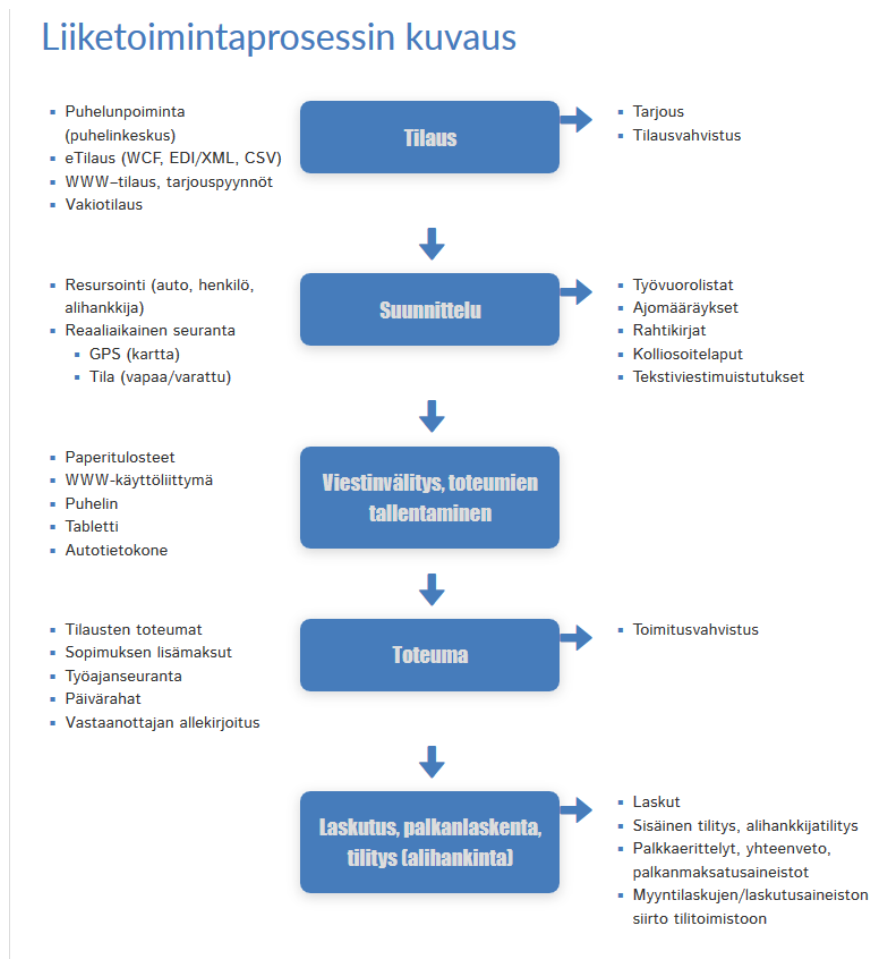 Liiketoimintaprosessin kuvaus
▪ Puhelunpoiminta
(puhelinkeskus)
▪ eTilaus (WCF, EDI/XML, CSV)
▪ WWW–tilaus, tarjouspyynnöt
▪ Vakiotilaus
Tilaus
▪ Tarjous
▪ Tilausvahvistus
▪ Resursointi (auto, henkilö,
alihankkija)
▪ Reaaliaikainen seuranta
▪ GPS (kartta)
▪ Tila (vapaa/varattu)
Suunnittelu
▪ Työvuorolistat
▪ Ajomääräykset
▪ Rahtikirjat
▪ Kolliosoitelaput
▪ Tekstiviestimuistutukset
▪ Paperitulosteet
▪ WWW-käyttöliittymä
▪ Puhelin
▪ Tabletti
▪ Autotietokone
Viestinvälitys, toteumien
tallentaminen
▪ Tilausten toteumat
▪ Sopimuksen lisämaksut
▪ Työajanseuranta
▪ Päivärahat
▪ Vastaanottajan allekirjoitus
Toteuma
▪ Toimitusvahvistus
Laskutus, palkanlaskenta,
tilitys (alihankinta)
▪ Laskut
▪ Sisäinen tilitys, alihankkijatilitys
▪ Palkkaerittelyt, yhteenveto,
palkanmaksatusaineistot
▪ Myyntilaskujen/laskutusaineiston
siirto tilitoimistoon